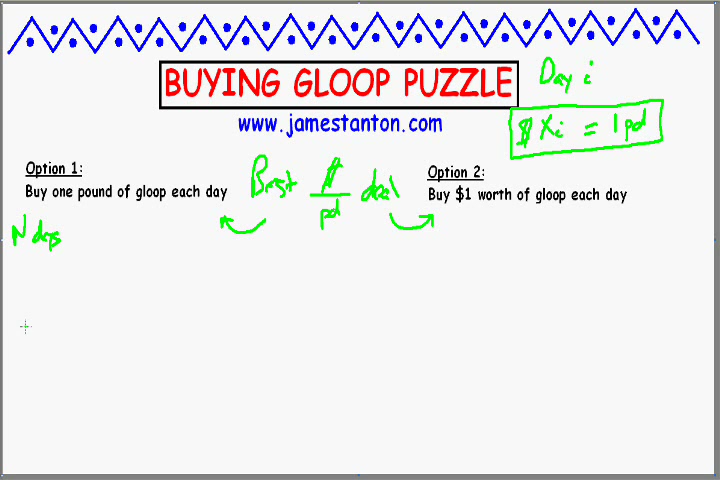 BUYING GLOOP PUZZLE
Day i
www.jamestanton.com
$ Xi = 1 pd
Option 1:
Buy one pound of gloop each day
Best $/pd deal
Option 2:
Buy $1 worth of gloop each day
N days